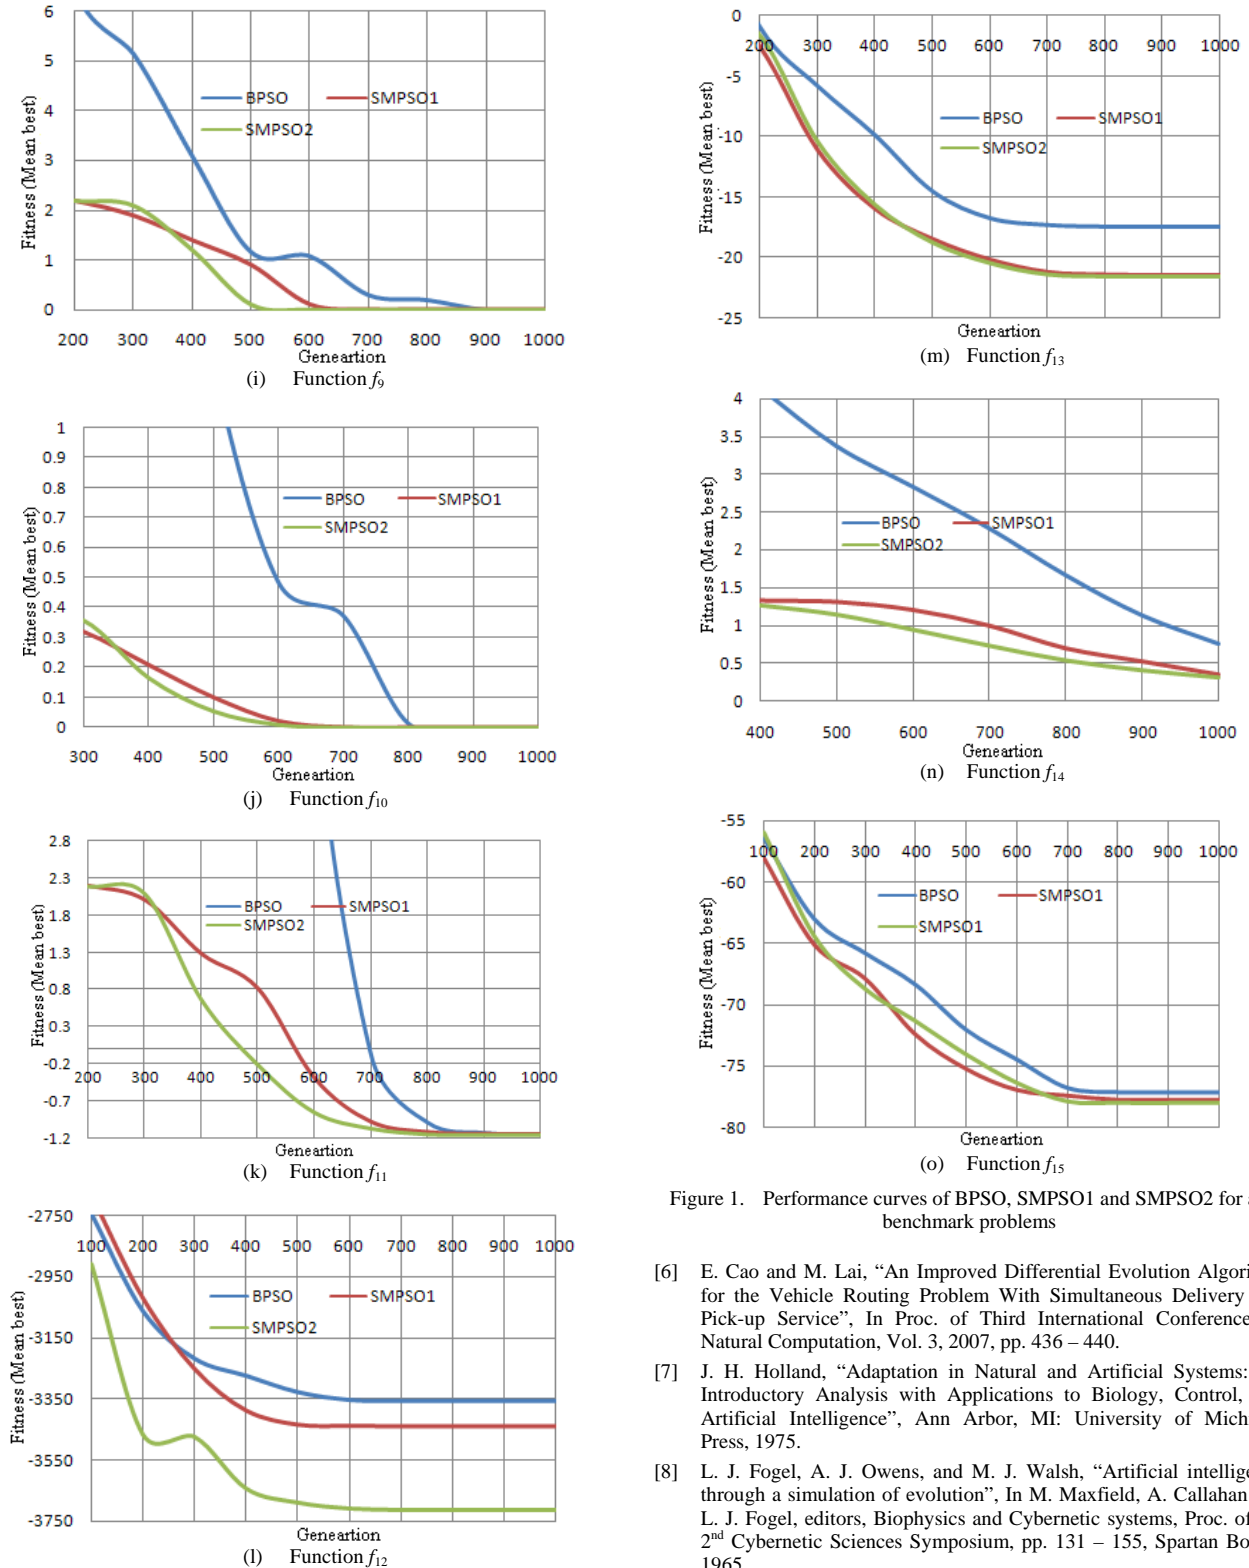 6
5
4
3
2
1
0
Fitness (Mean best)
BPSO
SMPSO1
SMPSO2
200 300 400 500 600 700 800 900 1000
Geneartion
(i) Function f9
1
0.9
0.8
0.7
0.6
0.5
0.4
0.3
0.2
0.1
0
Fitness (Mean best)
BPSO
SMPSO1
SMPSO2
300 400 500 600 700 800 900 1000
Geneartion
(j) Function f10
2.8
2.3
1.8
1.3
0.8
0.3
-0.2
-0.7
-1.2
Fitness (Mean best)
BPSO
SMPSO1
SMPSO2
200 300 400 500 600 700 800 900 1000
Geneartion
(k) Function f11
-2750
-2950
-3150
-3350
-3550
-3750
Fitness (Mean best)
100 200 300 400 500 600 700 800 900 1000
BPSO
SMPSO1
SMPSO2
Geneartion
(l) Function f12
0
-5
-10
-15
-20
-25
Fitness (Mean best)
200 300 400 500 600 700 800 900 1000
BPSO
SMPSO1
SMPSO2
Geneartion
(m) Function f13
4
3.5
3
2.5
2
1.5
1
0.5
0
Fitness (Mean best)
BPSO
SMPSO1
SMPSO2
400 500 600 700 800 900 1000
Geneartion
(n) Function f14
-55
-60
-65
-70
-75
-80
Fitness (Mean best)
100 200 300 400 500 600 700 800 900 1000
BPSO
SMPSO1
SMPSO1
Geneartion
(o) Function f15
Figure 1. Performance curves of BPSO, SMPSO1 and SMPSO2 for
benchmark problems
[6] E. Cao and M. Lai, “An Improved Differential Evolution Algori
for the Vehicle Routing Problem With Simultaneous Delivery
Pick-up Service”, In Proc. of Third International Conference
Natural Computation, Vol. 3, 2007, pp. 436 – 440.
[7] J. H. Holland, “Adaptation in Natural and Artificial Systems:
Introductory Analysis with Applications to Biology, Control,
Artificial Intelligence”, Ann Arbor, MI: University of Michi
Press, 1975.
[8] L. J. Fogel, A. J. Owens, and M. J. Walsh, “Artificial intellige
through a simulation of evolution”, In M. Maxfield, A. Callahan
L. J. Fogel, editors, Biophysics and Cybernetic systems, Proc. of
2nd Cybernetic Sciences Symposium, pp. 131 – 155, Spartan Bo
1965.